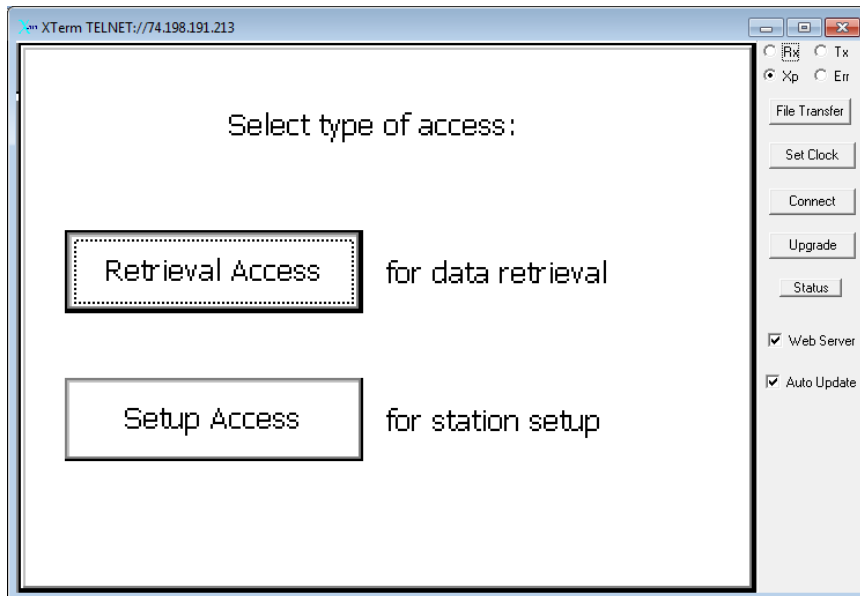 XTerm TELNET://74.198.191.213
Rx Tx
Xp Err
File Transfer
Set Clock
Connect
Upgrade
Status
Web Server
Auto Update
Select type of access:
Retrieval Access for data retrieval
Setup Access for station setup